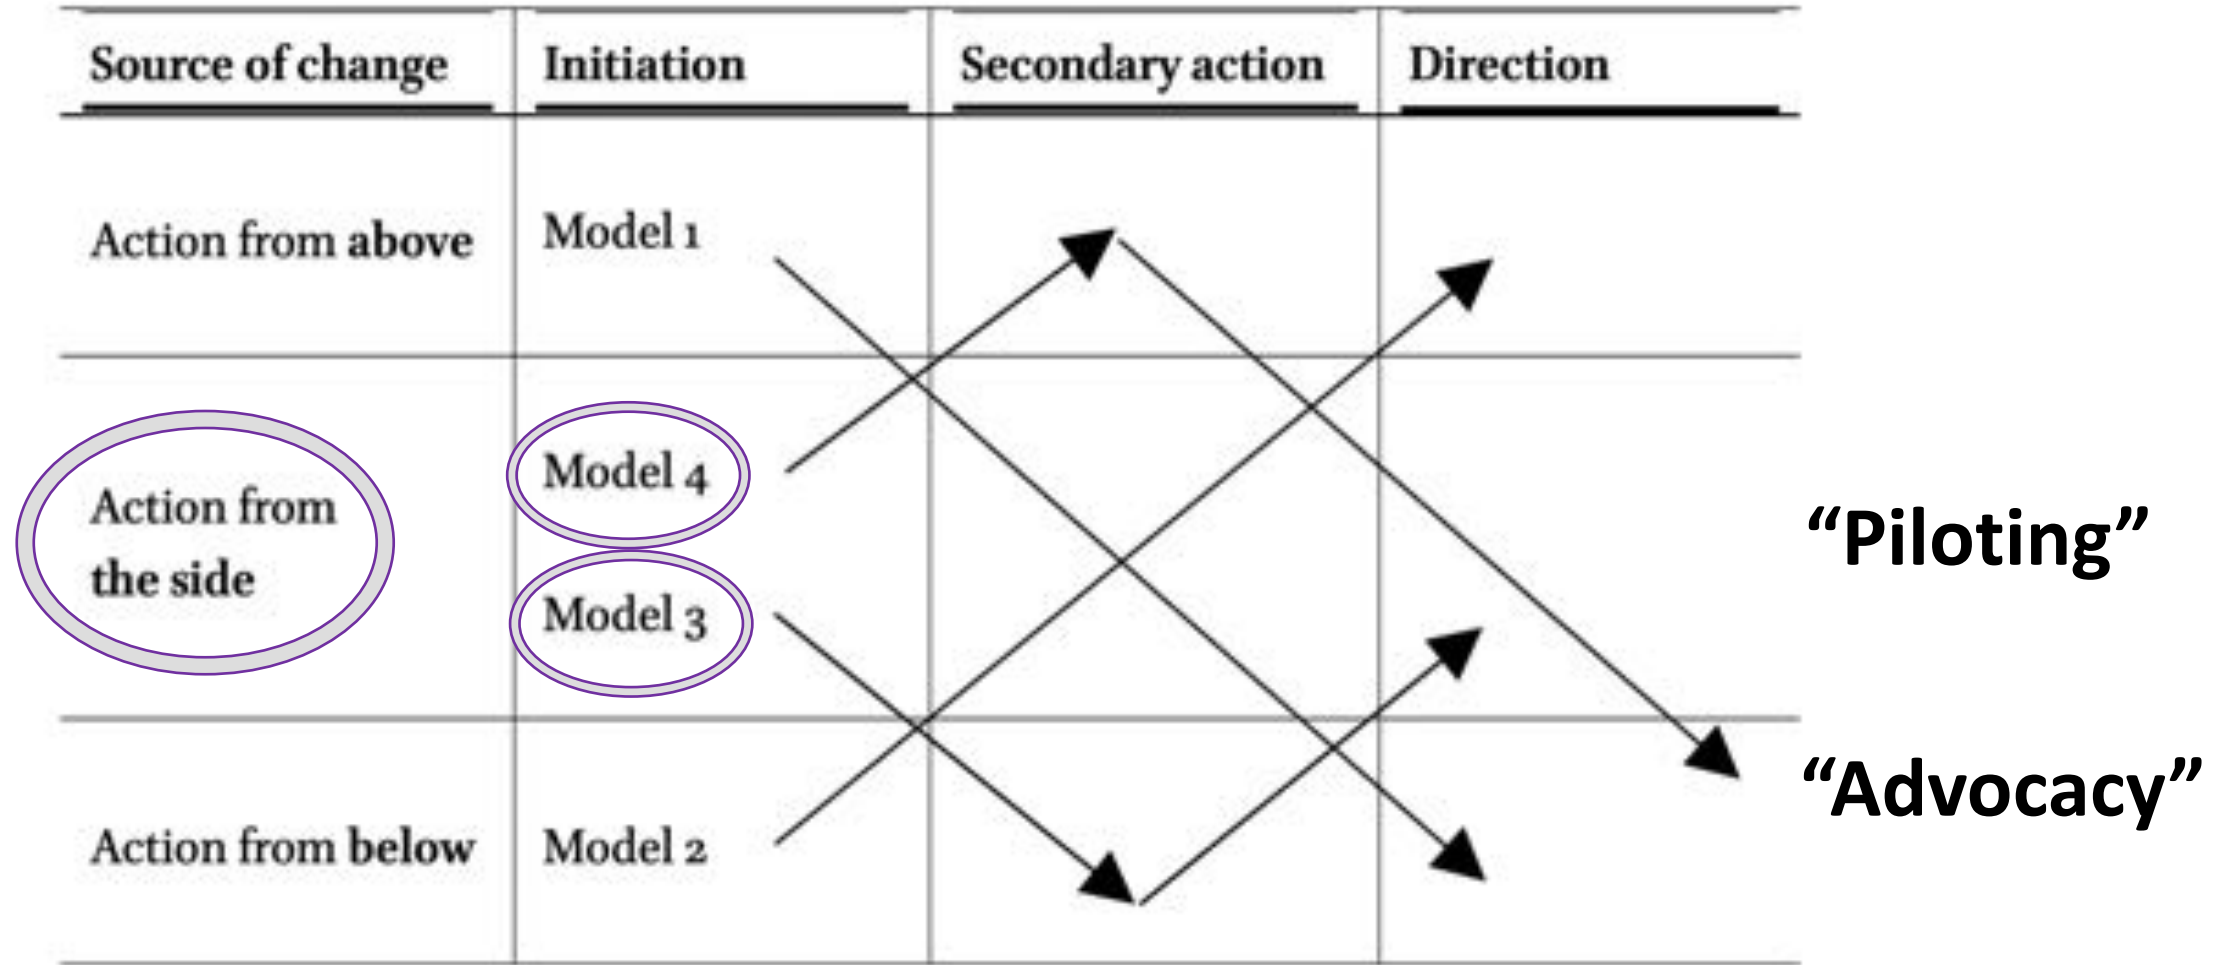 Source of change
Initiation
Secondary action
Direction
Action from above
Model 1
Action from
the side
Model 4
Model 3
“Piloting”
Action from below
Model 2
“Advocacy”